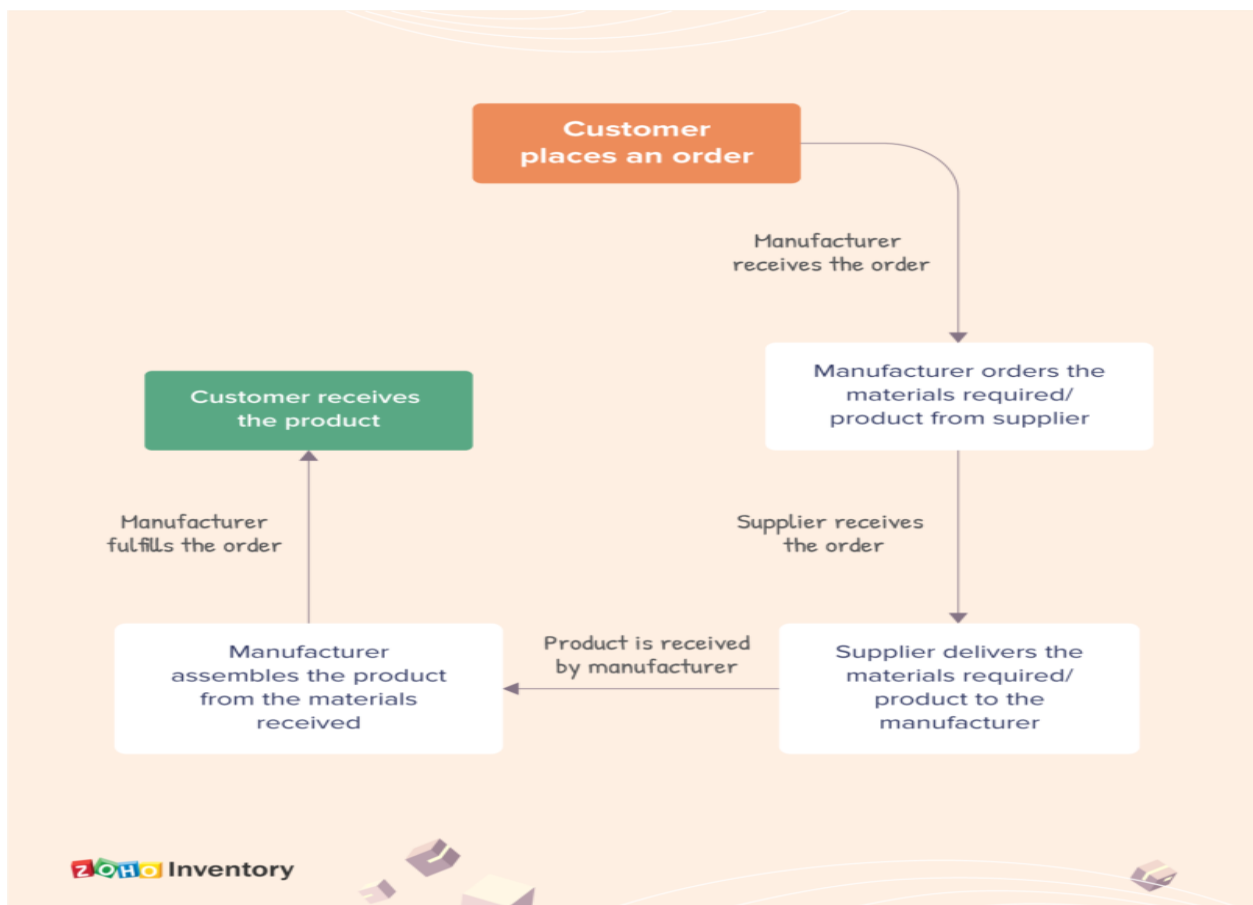 Customer
places an order
Manufacturer
receives the order
Manufacturer orders the
materials required/
product from supplier
Supplier receives
the order
Supplier delivers the
materials required/
product to the
manufacturer
Product is received
by manufacturer
Manufacturer
assembles the product
from the materials
received
Manufacturer
fulfills the order
Customer receives
the product
ZOHO Inventory